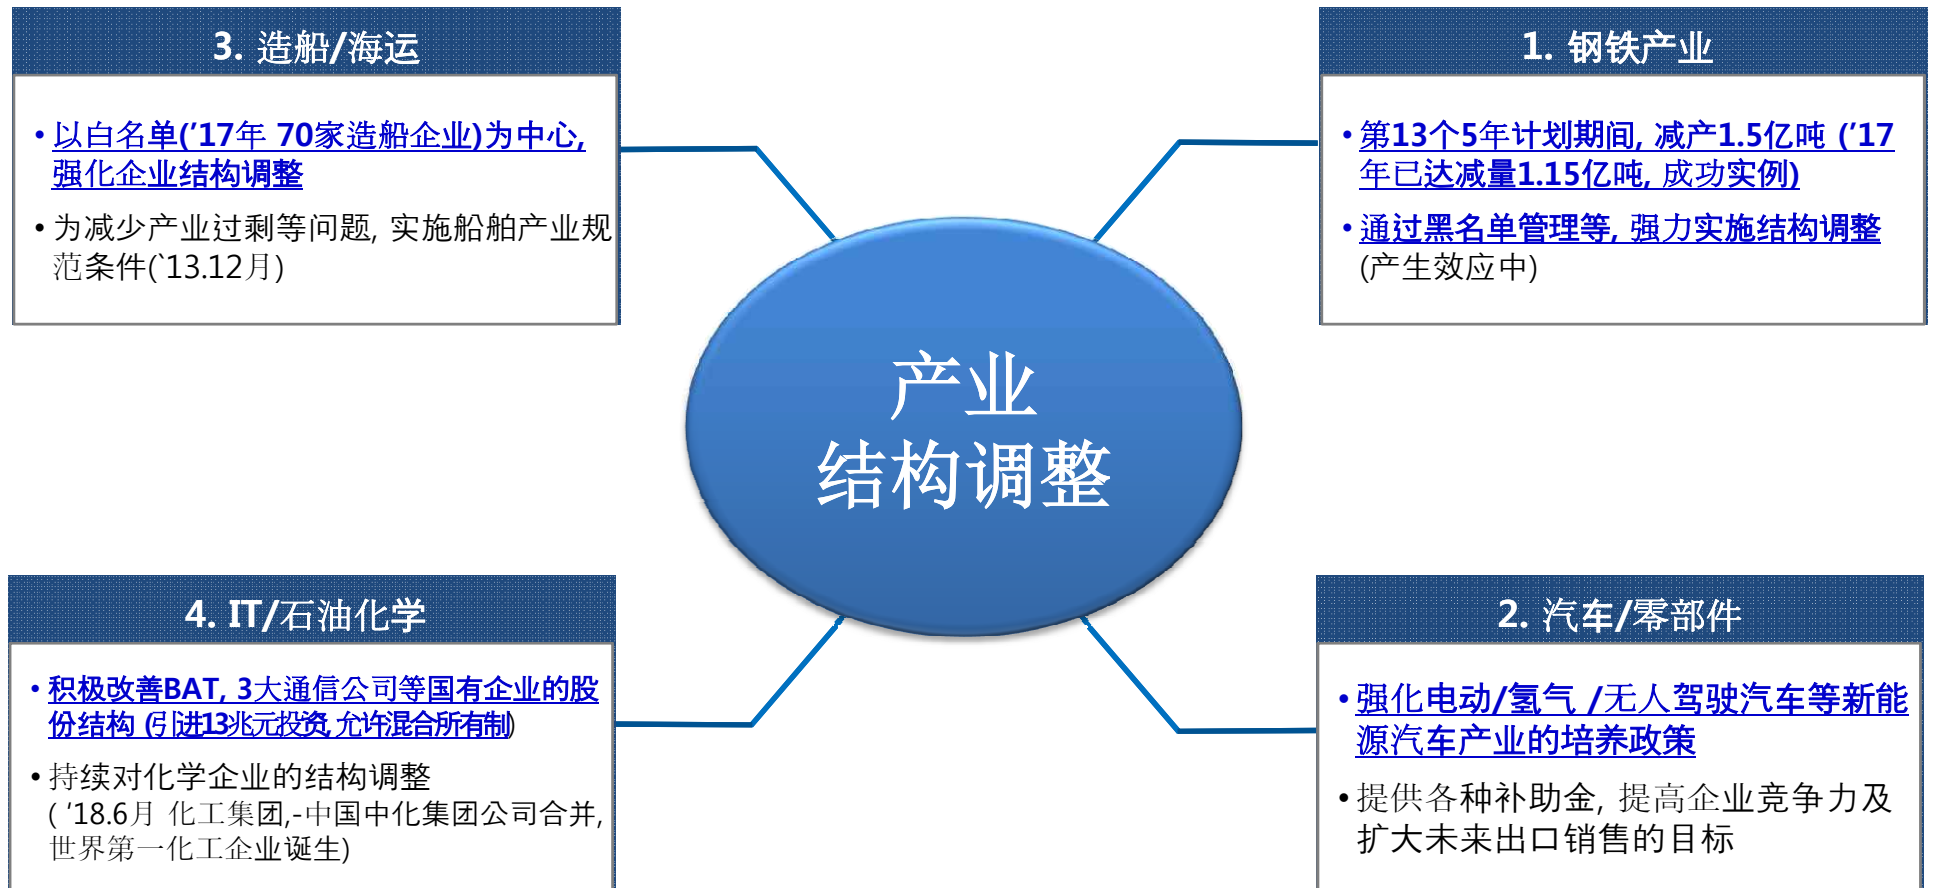 3. 造船/海运
• 以白名单(’17年 70家造船企业)为中心,
强化企业结构调整
• 为减少产业过剩等问题, 实施船舶产业规
范条件(`13.12月)
1. 钢铁产业
• 第13个5年计划期间, 减产1.5亿吨 (’17
年已达减量1.15亿吨, 成功实例)
• 通过黑名单管理等, 强力实施结构调整
(产生效应中)
产业
结构调整
4. IT/石油化学
• 积极改善BAT, 3大通信公司等国有企业的股
份结构 (引进13兆元投资, 允许混合所有制)
• 持续对化学企业的结构调整
( ’18.6月 化工集团,-中国中化集团公司合并,
世界第一化工企业诞生)
2. 汽车/零部件
• 强化电动/氢气 /无人驾驶汽车等新能
源汽车产业的培养政策
• 提供各种补助金, 提高企业竞争力及
扩大未来出口销售的目标